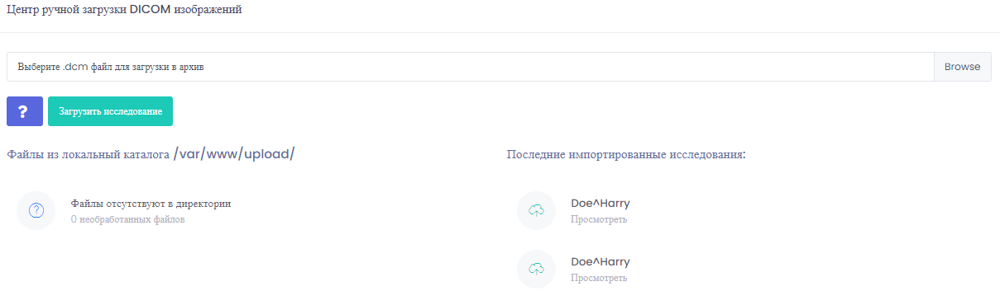 Центр ручной загрузки DICOM изображений
Выберите .dcm файл для загрузки в архив
Browse
?
Загрузить исследование
Файлы из локальный каталога /var/www/upload/
Последние импортированные исследования:
Файлы отсутствуют в директории
0 необработанных файлов
Doe^Harry
Просмотреть
Doe^Harry
Просмотреть